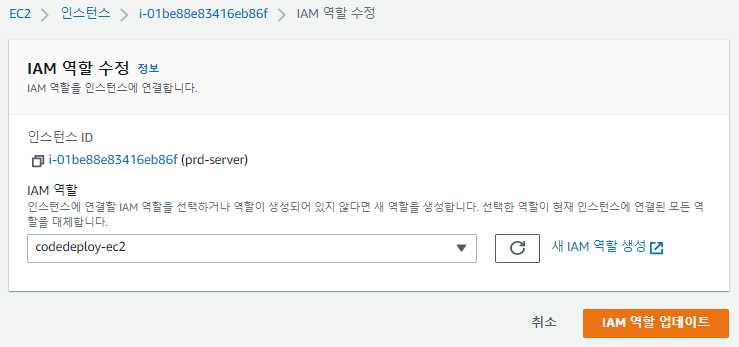 EC2 > 인스턴스 > i-01be88e83416eb86f > IAM 역할 수정
IAM 역할 수정 정보
IAM 역할을 인스턴스에 연결합니다.
인스턴스 ID
i-01be88e83416eb86f (prd-server)
IAM 역할
인스턴스에 연결할 IAM 역할을 선택하거나 역할이 생성되어 있지 않다면 새 역할을 생성합니다. 선택한 역할이 현재 인스턴스에 연결된 모든 역
할을 대체합니다.
codedeploy-ec2 새 IAM 역할 생성
취소 IAM 역할 업데이트